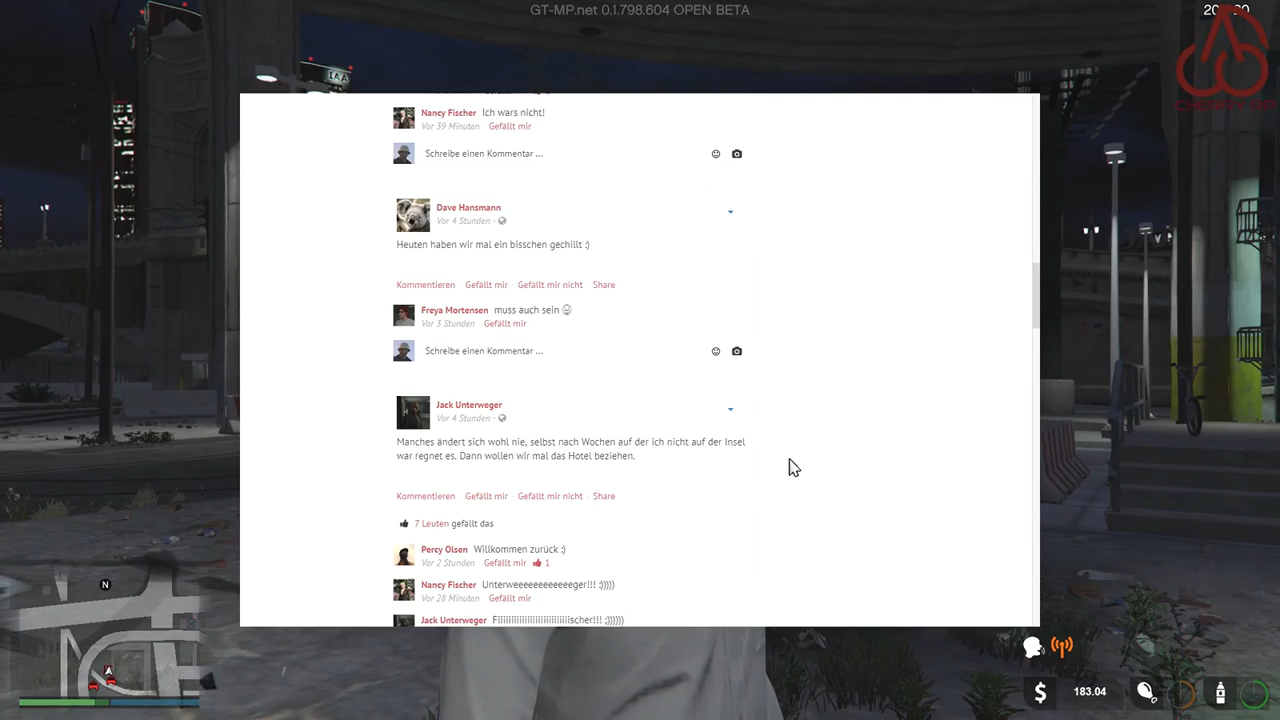 GT-MP.net 0.1.798.604 OPEN BETA
CHERRY MP
IAA
Nancy Fischer Ich wars nicht!
Vor 39 Minuten Gefällt mir
Schreibe einen Kommentar ...
Dave Hansmann
Vor 4 Stunden -
Heuten haben wir mal ein bisschen gechillt :)
Kommentieren · Gefällt mir · Gefällt mir nicht · Share
Freya Mortensen muss auch sein
Vor 3 Stunden Gefällt mir
Schreibe einen Kommentar ...
Jack Unterweger
Vor 4 Stunden -
Manches ändert sich wohl nie, selbst nach Wochen auf der ich nicht auf der Insel
war regnet es. Dann wollen wir mal das Hotel beziehen.
Kommentieren · Gefällt mir · Gefällt mir nicht · Share
7 Leuten gefällt das
Percy Olsen Willkommen zurück :)
Vor 2 Stunden Gefällt mir 1
Nancy Fischer Unterweeeeeeeeeeeeger!!! :)))))
Vor 28 Minuten Gefällt mir
Jack Unterweger Fiiiiiiiiiiiiiiiiiiiiiiiiiischer!!! ;))))))
N
$ 183.04